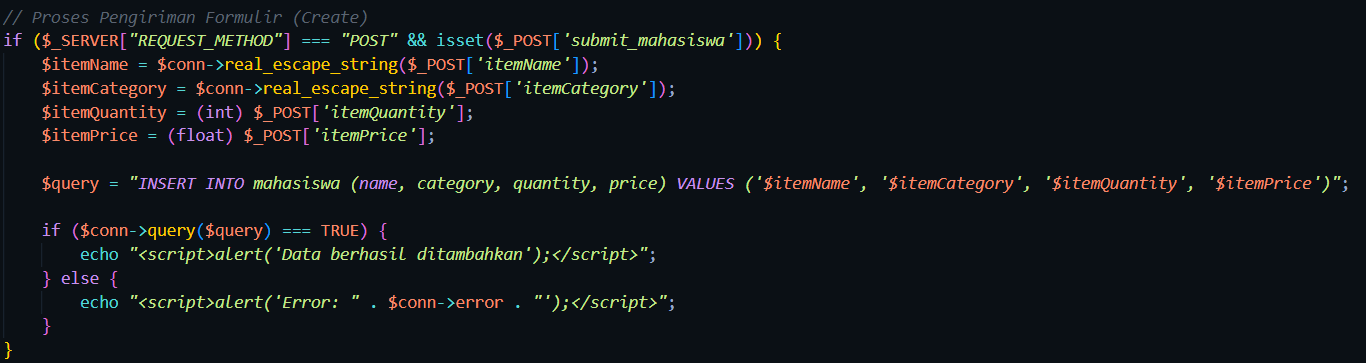 // Proses Pengiriman Formulir (Create)
if ($_SERVER["REQUEST_METHOD"] === "POST" && isset($_POST['submit_mahasiswa'])) {
    $itemName = $conn->real_escape_string($_POST['itemName']);
    $itemCategory = $conn->real_escape_string($_POST['itemCategory']);
    $itemQuantity = (int) $_POST['itemQuantity'];
    $itemPrice = (float) $_POST['itemPrice'];

    $query = "INSERT INTO mahasiswa (name, category, quantity, price) VALUES ('$itemName', '$itemCategory', '$itemQuantity', '$itemPrice')";

    if ($conn->query($query) === TRUE) {
        echo "<script>alert('Data berhasil ditambahkan');</script>";
    } else {
        echo "<script>alert('Error: " . $conn->error . "');</script>";
    }
}